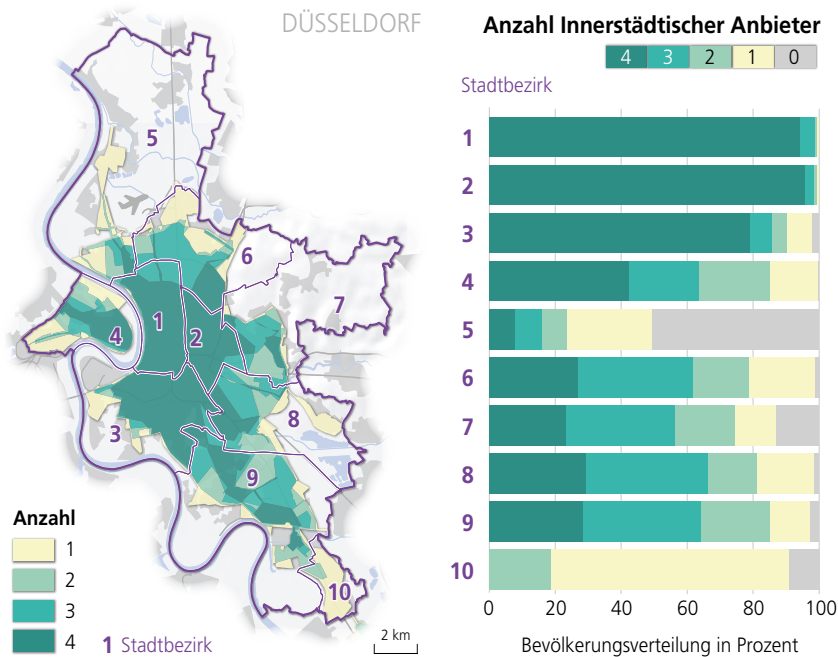 DÜSSELDORF
5
6
7
4
1
2
3
8
9
10
Anzahl
1
2
3
4
1 Stadtbezirk
2 km
Anzahl Innerstädtischer Anbieter
4 3 2 1 0
Stadtbezirk
1
2
3
4
5
6
7
8
9
10
0 20 40 60 80 100
Bevölkerungsverteilung in Prozent